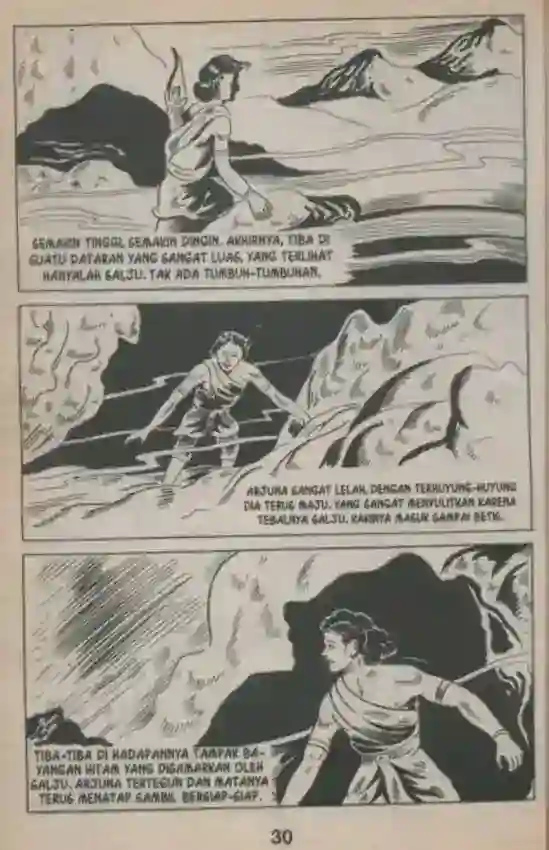 SEMAKIN TINGGI, SEMAKIN DINGIN. AKHIRNYA, TIBA DI
SUATU DATARAN YANG SANGAT LUAS, YANG TERLIHAT
HANYALAH SALJU. TAK ADA TUMBUH-TUMBUHAN.
ARJUNA SANGAT LELAH, DENGAN TERHUYUNG-HUYUNG
DIA TERUS MAJU. YANG SANGAT MENYULITKAN KARENA
TEBALNYA SALJU. KAKINYA MASUK SAMPAI BETIS.
TIBA-TIBA DI HADAPANNYA TAMPAK BA-
YANGAN HITAM YANG DISAMARKAN OLEH
SALJU. ARJUNA TERTEGUN DAN MATANYA
TERUS MENATAP SAMBIL BERSIAP-SIAP.
30